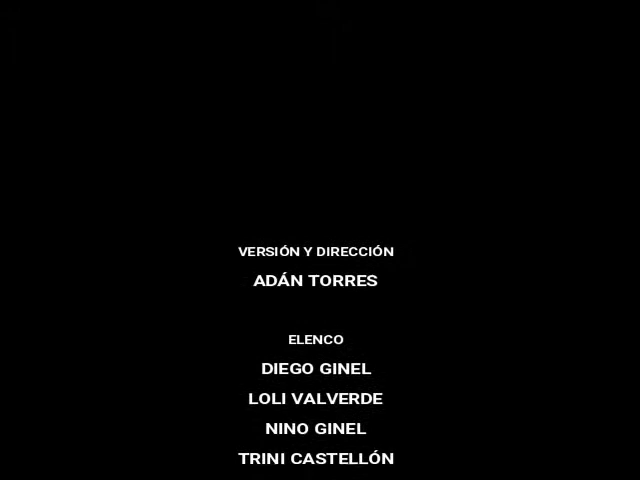 VERSIÓN Y DIRECCIÓN
ADÁN TORRES
ELENCO
DIEGO GINEL
LOLI VALVERDE
NINO GINEL
TRINI CASTELLÓN